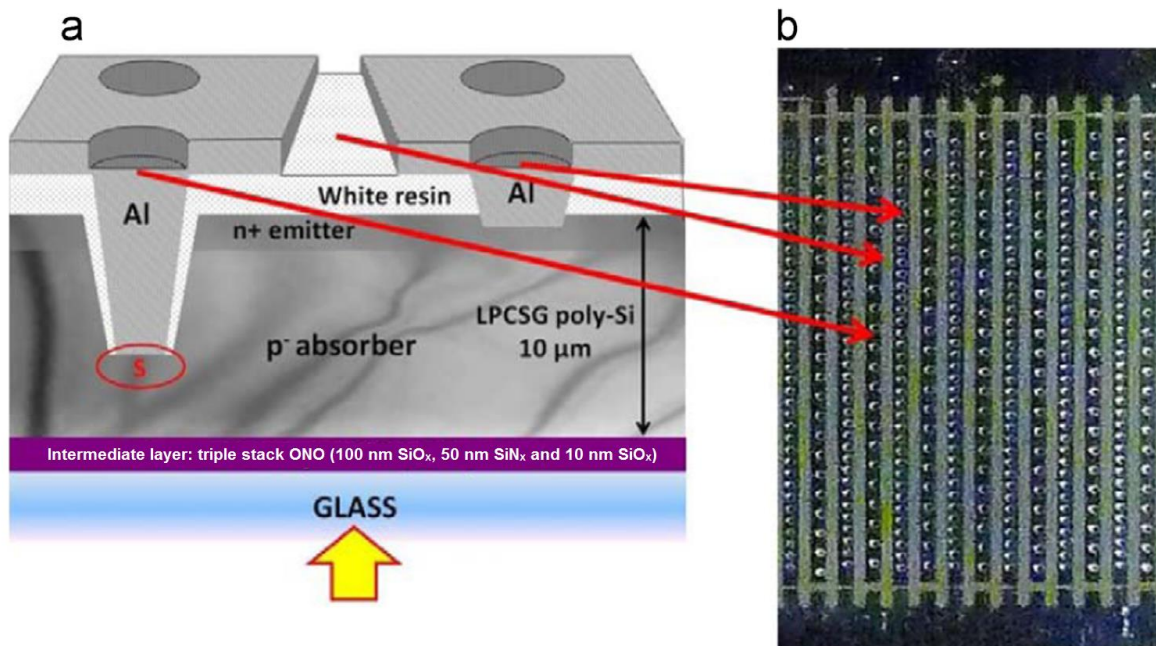 a
b
Al
White resin
Al
n+ emitter
LPCSG poly-Si
10 µm
p⁻ absorber
S
Intermediate layer: triple stack ONO (100 nm SiOₓ, 50 nm SiNₓ and 10 nm SiOₓ)
GLASS